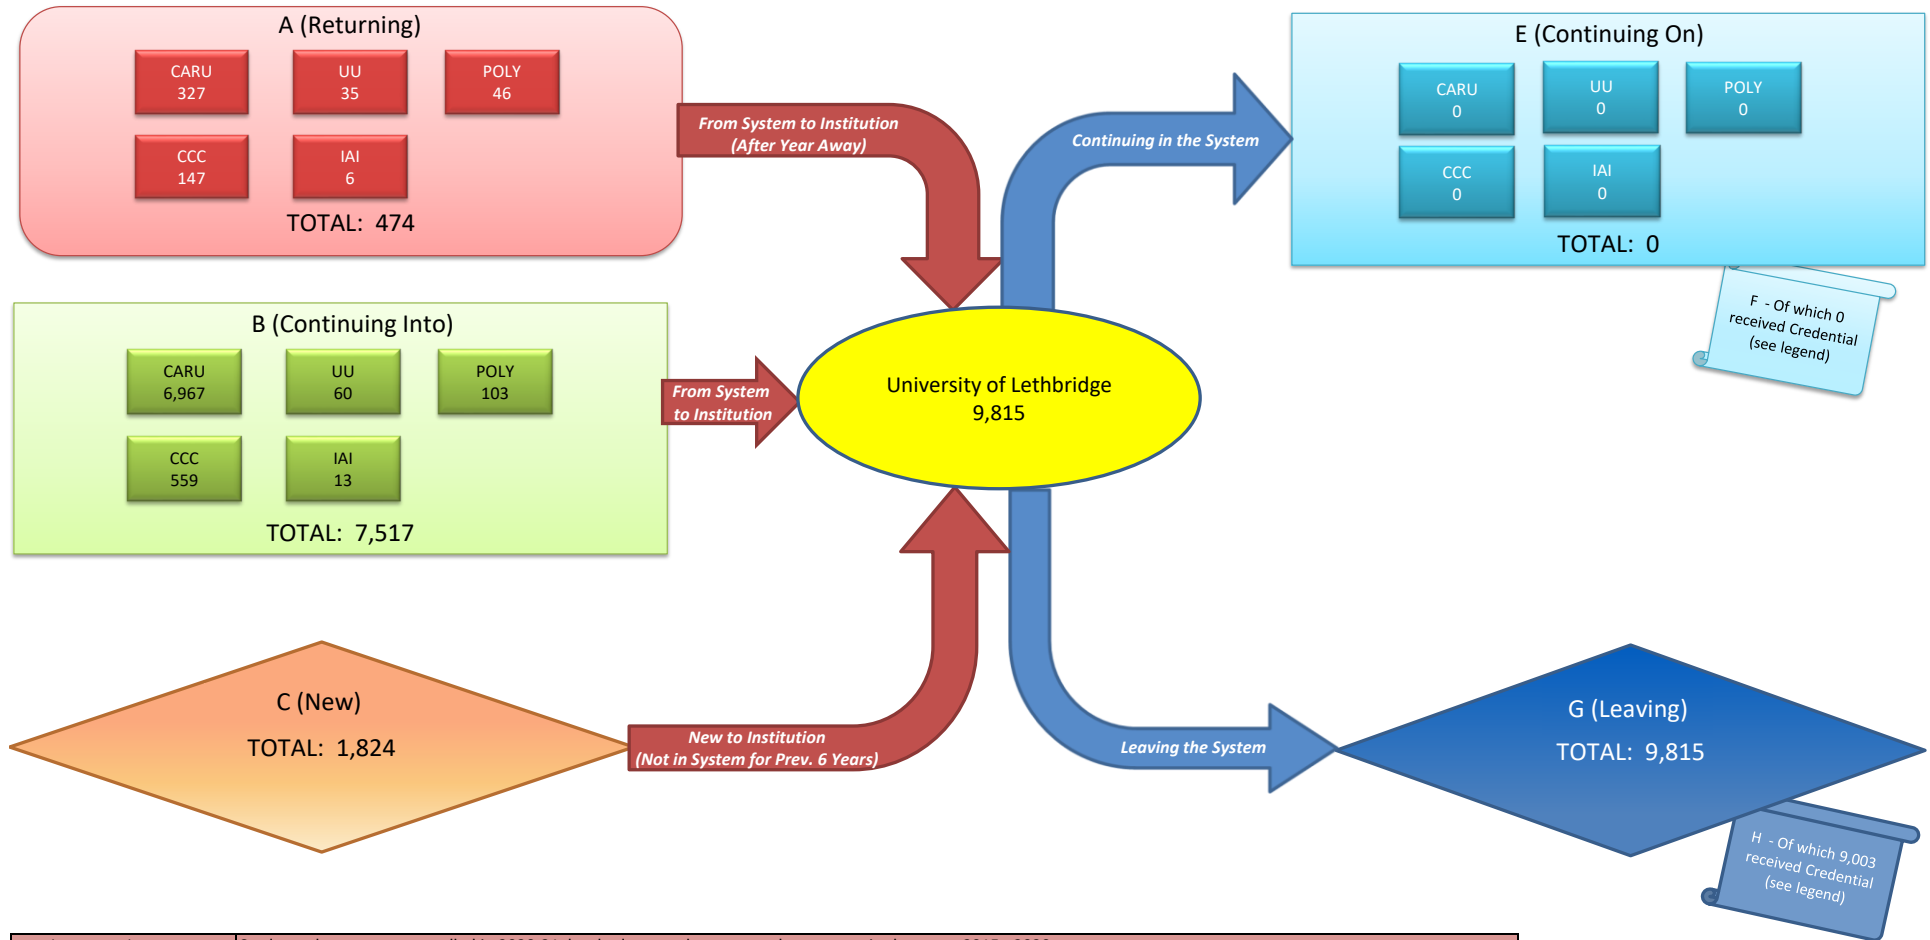 A (Returning)
CARU
327
UU
35
POLY
46
CCC
147
IAI
6
TOTAL: 474
From System to Institution
(After Year Away)
B (Continuing Into)
CARU
6,967
UU
60
POLY
103
CCC
559
IAI
13
TOTAL: 7,517
From System
to Institution
C (New)
TOTAL: 1,824
New to Institution
(Not in System for Prev. 6 Years)
University of Lethbridge
9,815
Continuing in the System
E (Continuing On)
CARU
0
UU
0
POLY
0
CCC
0
IAI
0
TOTAL: 0
F - Of which 0
received Credential
(see legend)
Leaving the System
G (Leaving)
TOTAL: 9,815
H - Of which 9,003
received Credential
(see legend)